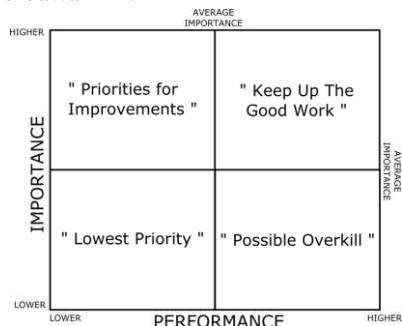 AVERAGE
IMPORTANCE
HIGHER
" Priorities for
Improvements "
" Keep Up The
Good Work "
IMPORTANCE
AVERAGE
IMPORTANCE
" Lowest Priority "
" Possible Overkill "
LOWER
LOWER
PERFORMANCE
HIGHER